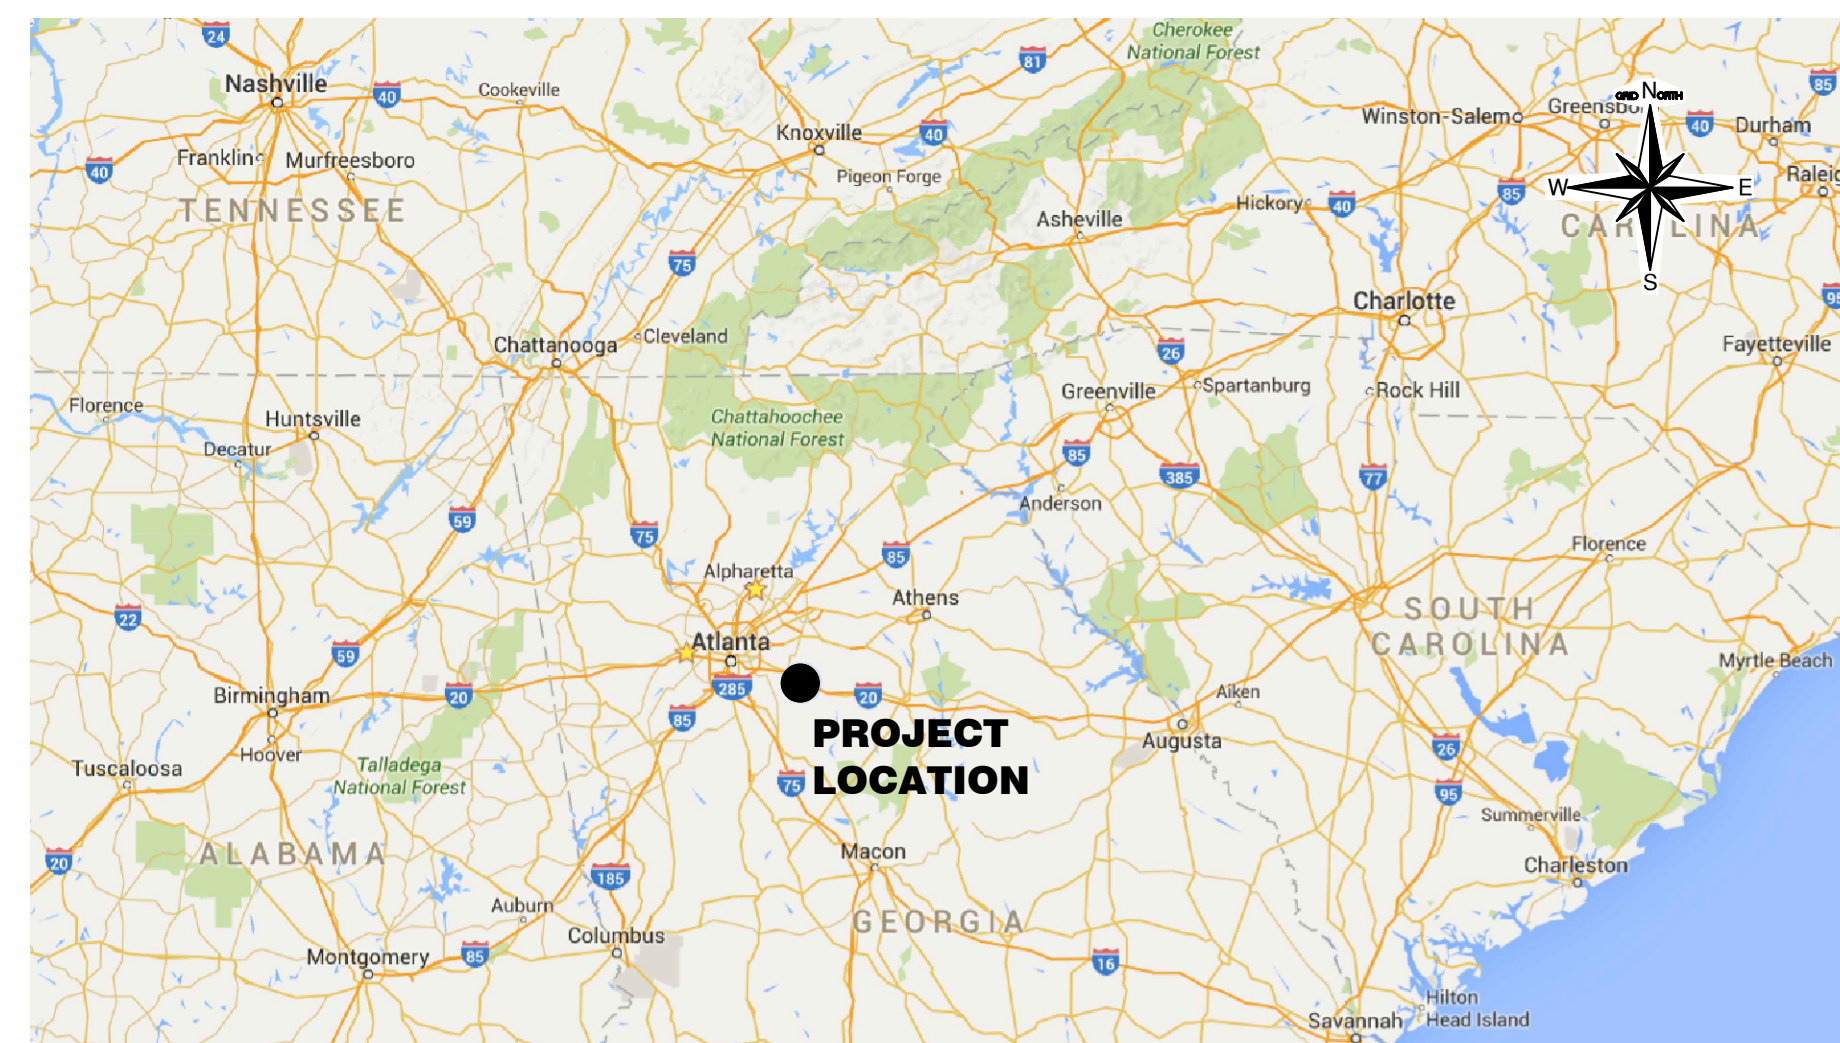 Cherokee
National Forest
24
81
Nashville
40
Cookeville
85
GRID NORTH
N
Winston-Salem
40
Durham
Knoxville
40
Franklin
Murfreesboro
40
Pigeon Forge
W
E
85
TENNESSEE
Asheville
Hickory
40
CAR LINA
75
S
Charlotte
Chattanooga
Cleveland
26
Fayetteville
Florence
Huntsville
Greenville
Spartanburg
Rock Hill
Chattahoochee
National Forest
Decatur
85
385
77
Anderson
59
75
85
Florence
Alpharetta
Athens
22
SOUTH
CAROLINA
Atlanta
59
Myrtle Beach
Birmingham
20
285
20
Aiken
85
PROJECT
LOCATION
Augusta
26
Hoover
Tuscaloosa
Talladega
National Forest
75
95
Summerville
20
ALABAMA
Macon
Charleston
185
Auburn
GEORGIA
Columbus
Montgomery
85
16
Hilton
Head Island
Savannah